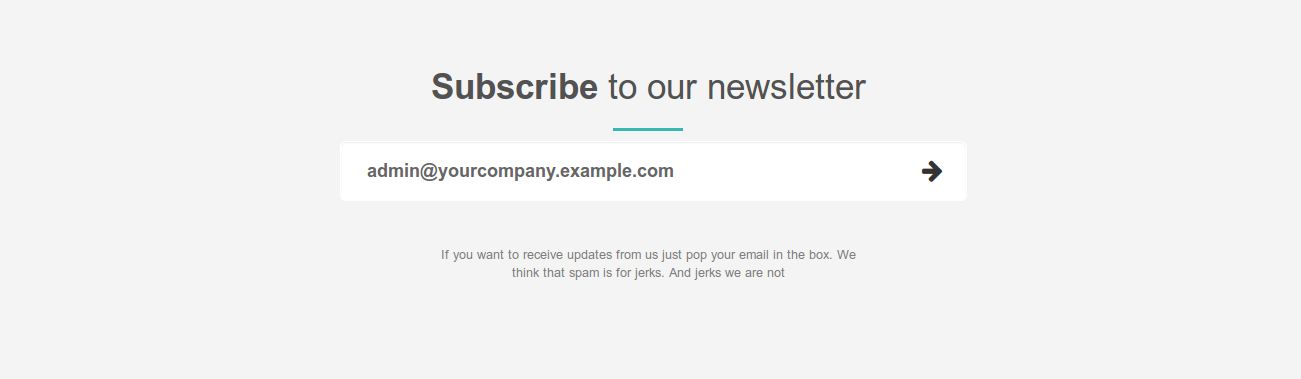 Subscribe to our newsletter
admin@yourcompany.example.com
If you want to receive updates from us just pop your email in the box. We
think that spam is for jerks. And jerks we are not